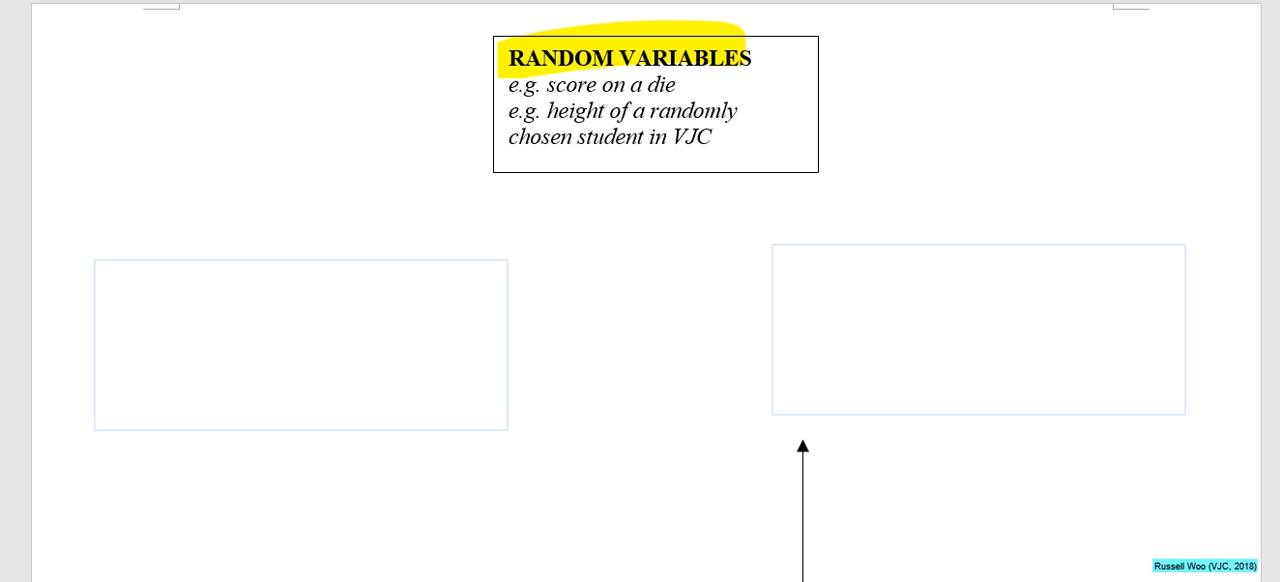 RANDOM VARIABLES
e.g. score on a die
e.g. height of a randomly
chosen student in VJC
Russell Woo (VJC, 2018)